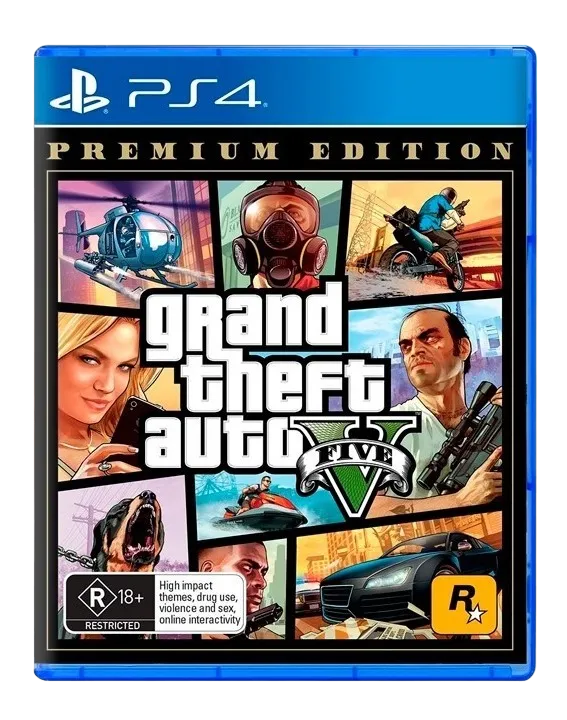 PS4
PREMIUM EDITION
grand
theft
auto V
FIVE
R 18+
RESTRICTED
High impact
themes, drug use,
violence and sex,
online interactivity
R